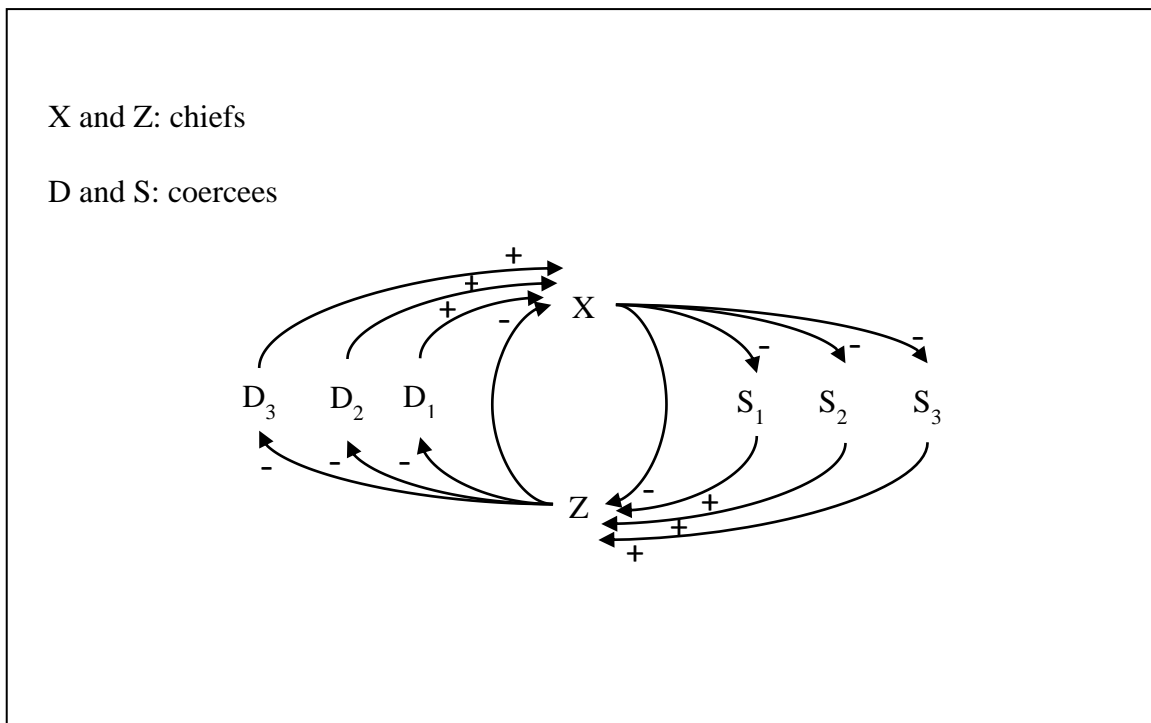 X and Z: chiefs
D and S: coercees
+
+
+
-
X
-
-
-
D₃
D₂
D₁
S₁
S₂
S₃
-
-
-
Z
-
+
+
+